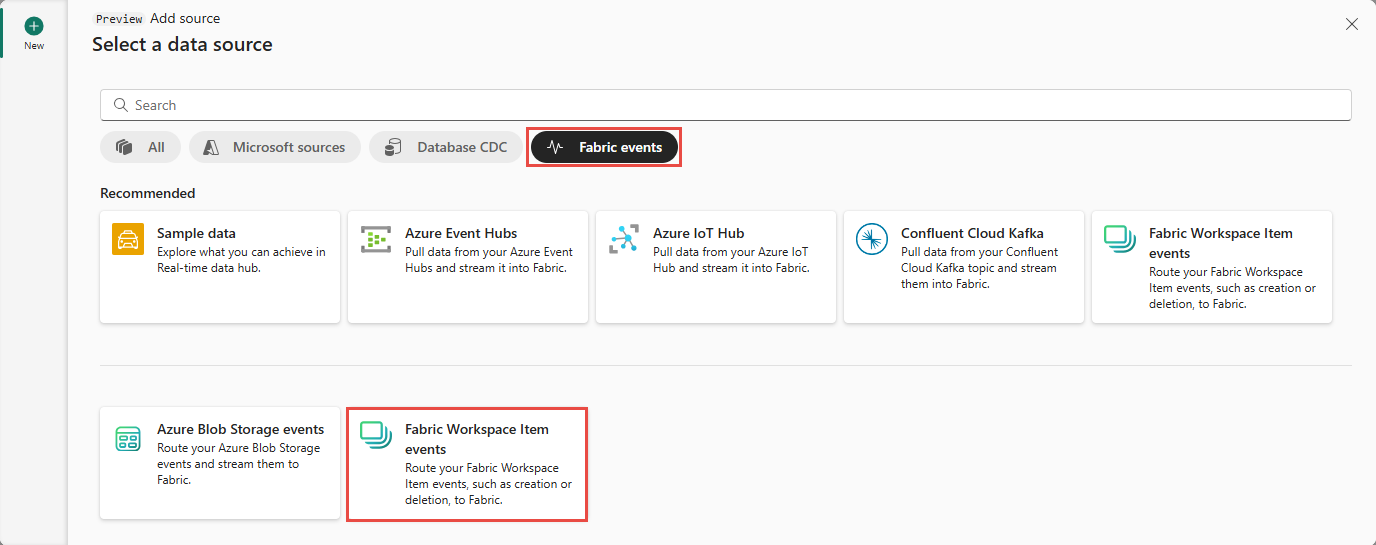 Preview Add source
New
Select a data source
Search
All
Microsoft sources
Database CDC
Fabric events
Recommended
Sample data
Explore what you can achieve in
Real-time data hub.
Azure Event Hubs
Pull data from your Azure Event
Hubs and stream it into Fabric.
Azure IoT Hub
Pull data from your Azure IoT
Hub and stream it into Fabric.
Confluent Cloud Kafka
Pull data from your Confluent
Cloud Kafka topic and stream
them into Fabric.
Fabric Workspace Item
events
Route your Fabric Workspace
Item events, such as creation or
deletion, to Fabric.
Azure Blob Storage events
Route your Azure Blob Storage
events and stream them to
Fabric.
Fabric Workspace Item
events
Route your Fabric Workspace
Item events, such as creation or
deletion, to Fabric.